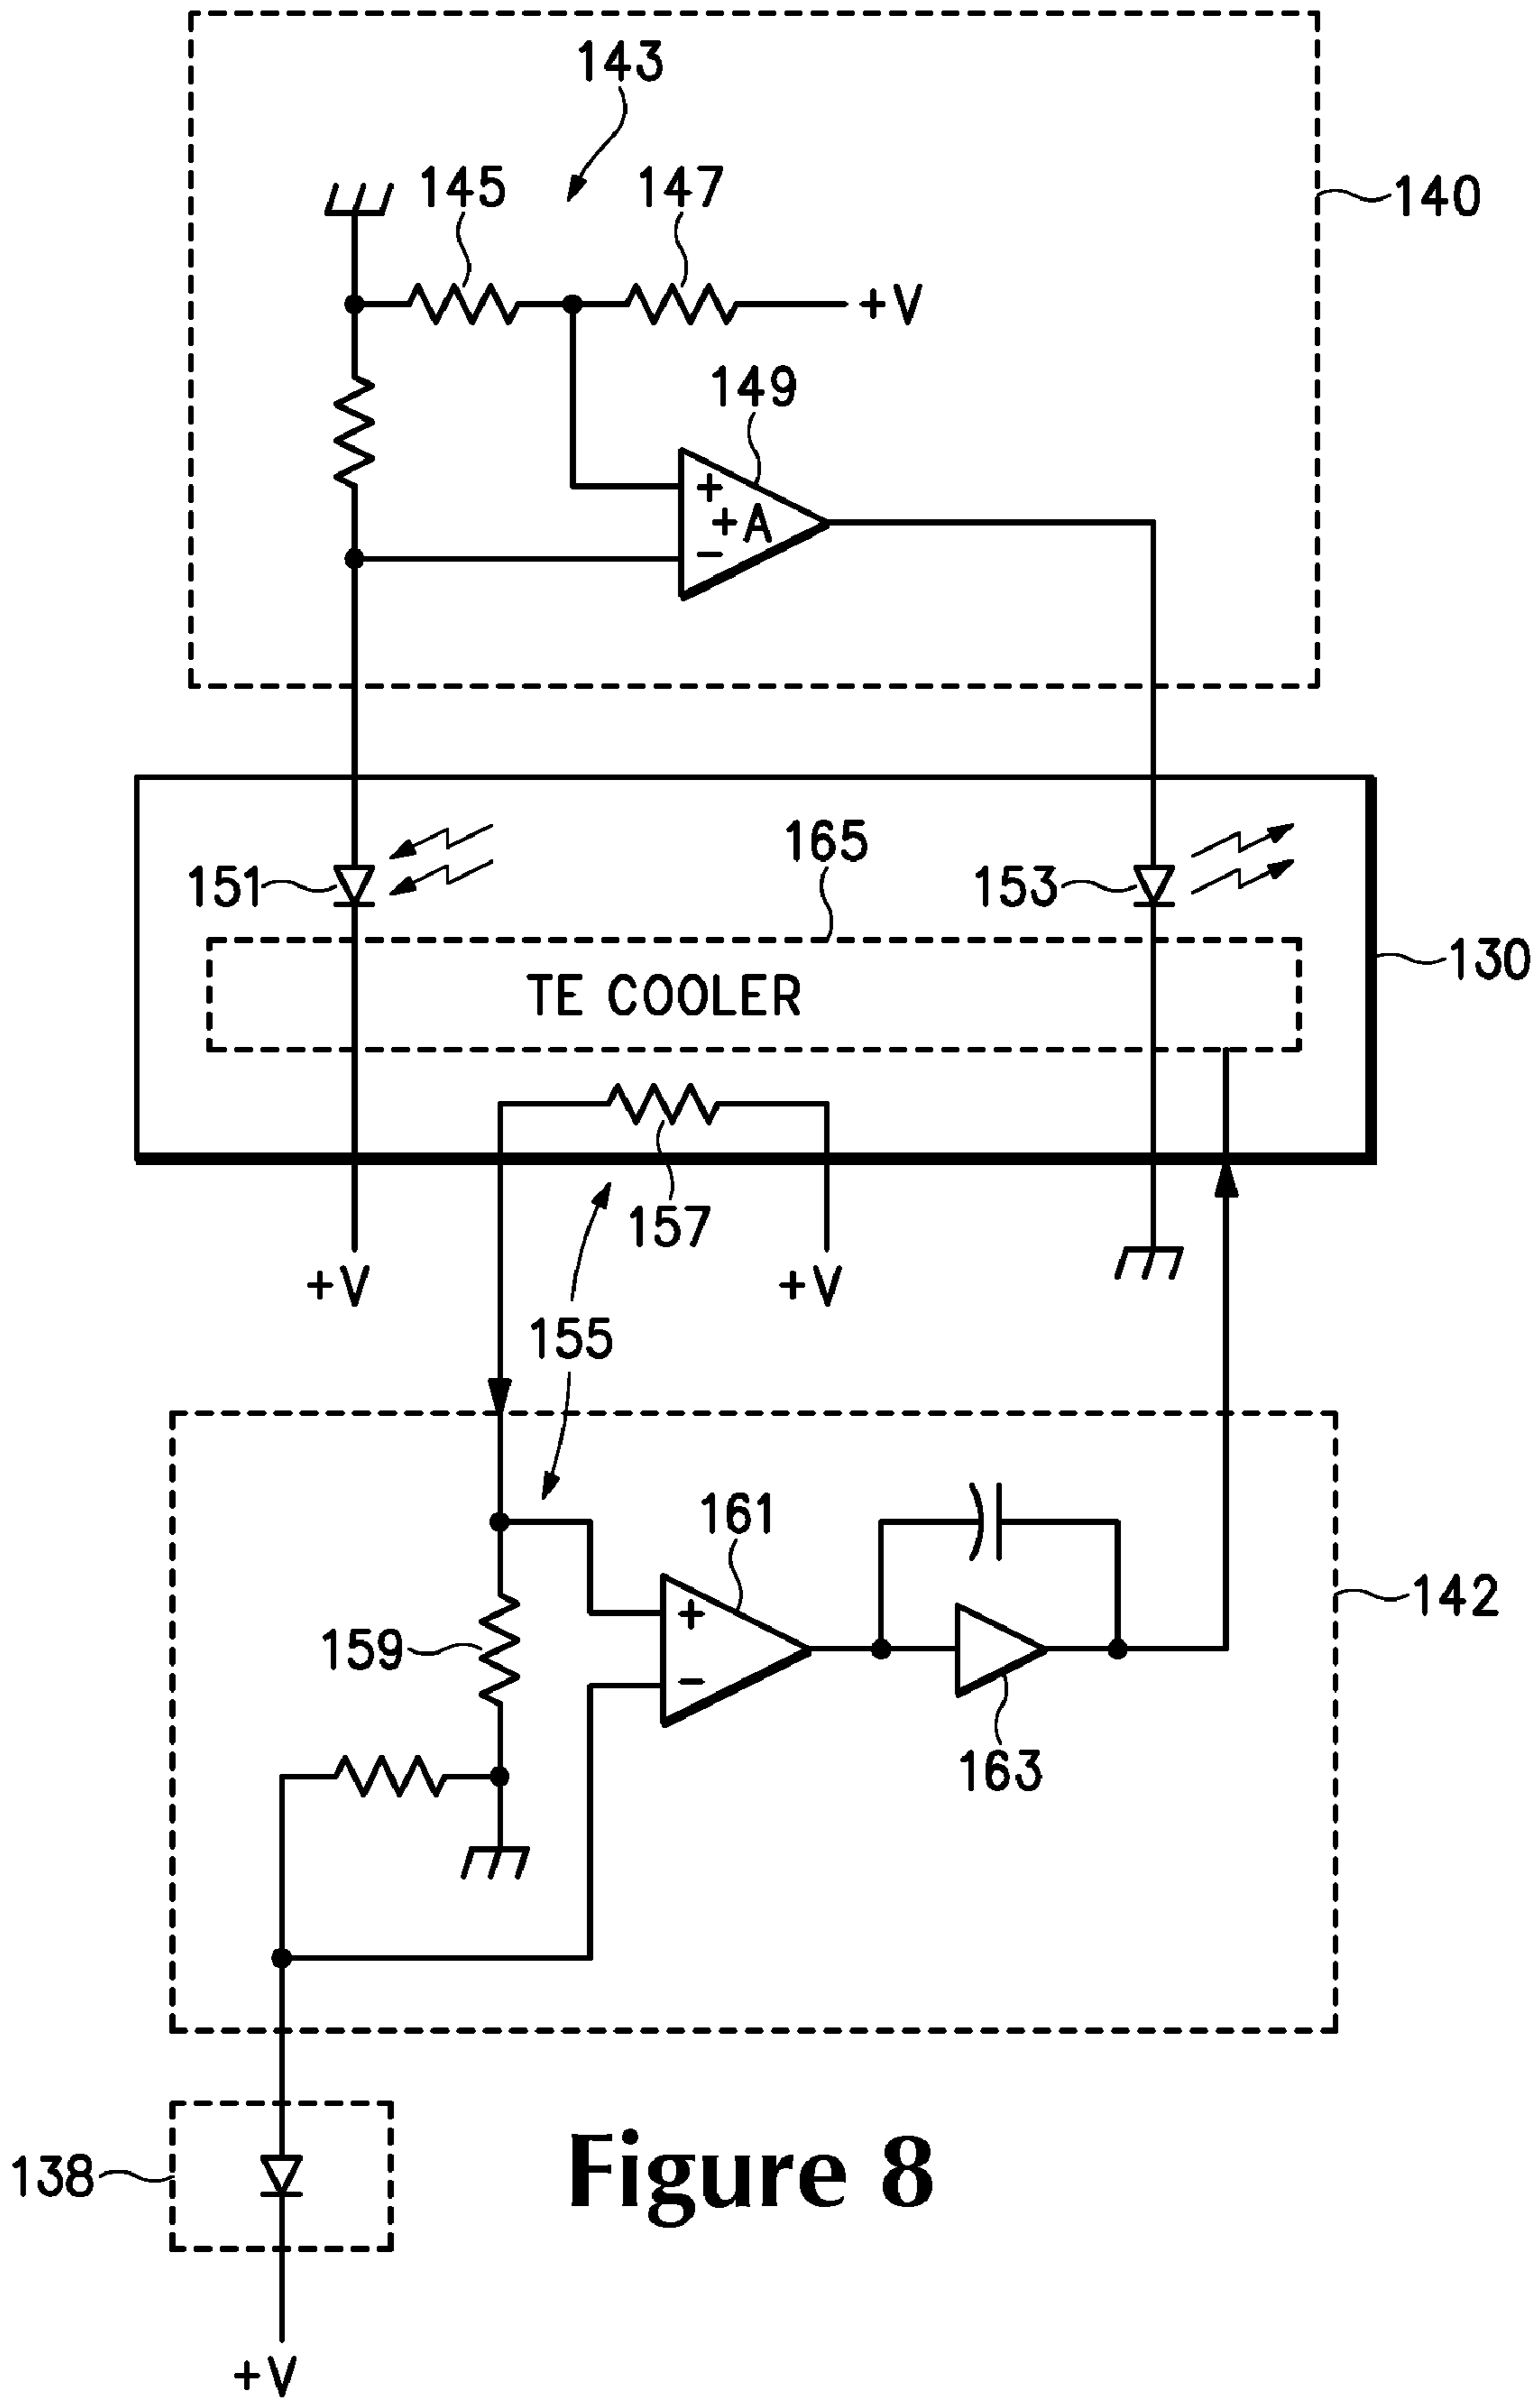 143
145 147
140
+V
149
+
+A
−
165
151
153
TE COOLER
130
157
+V
+V
155
161
142
+
159
−
163
138
Figure 8
+V